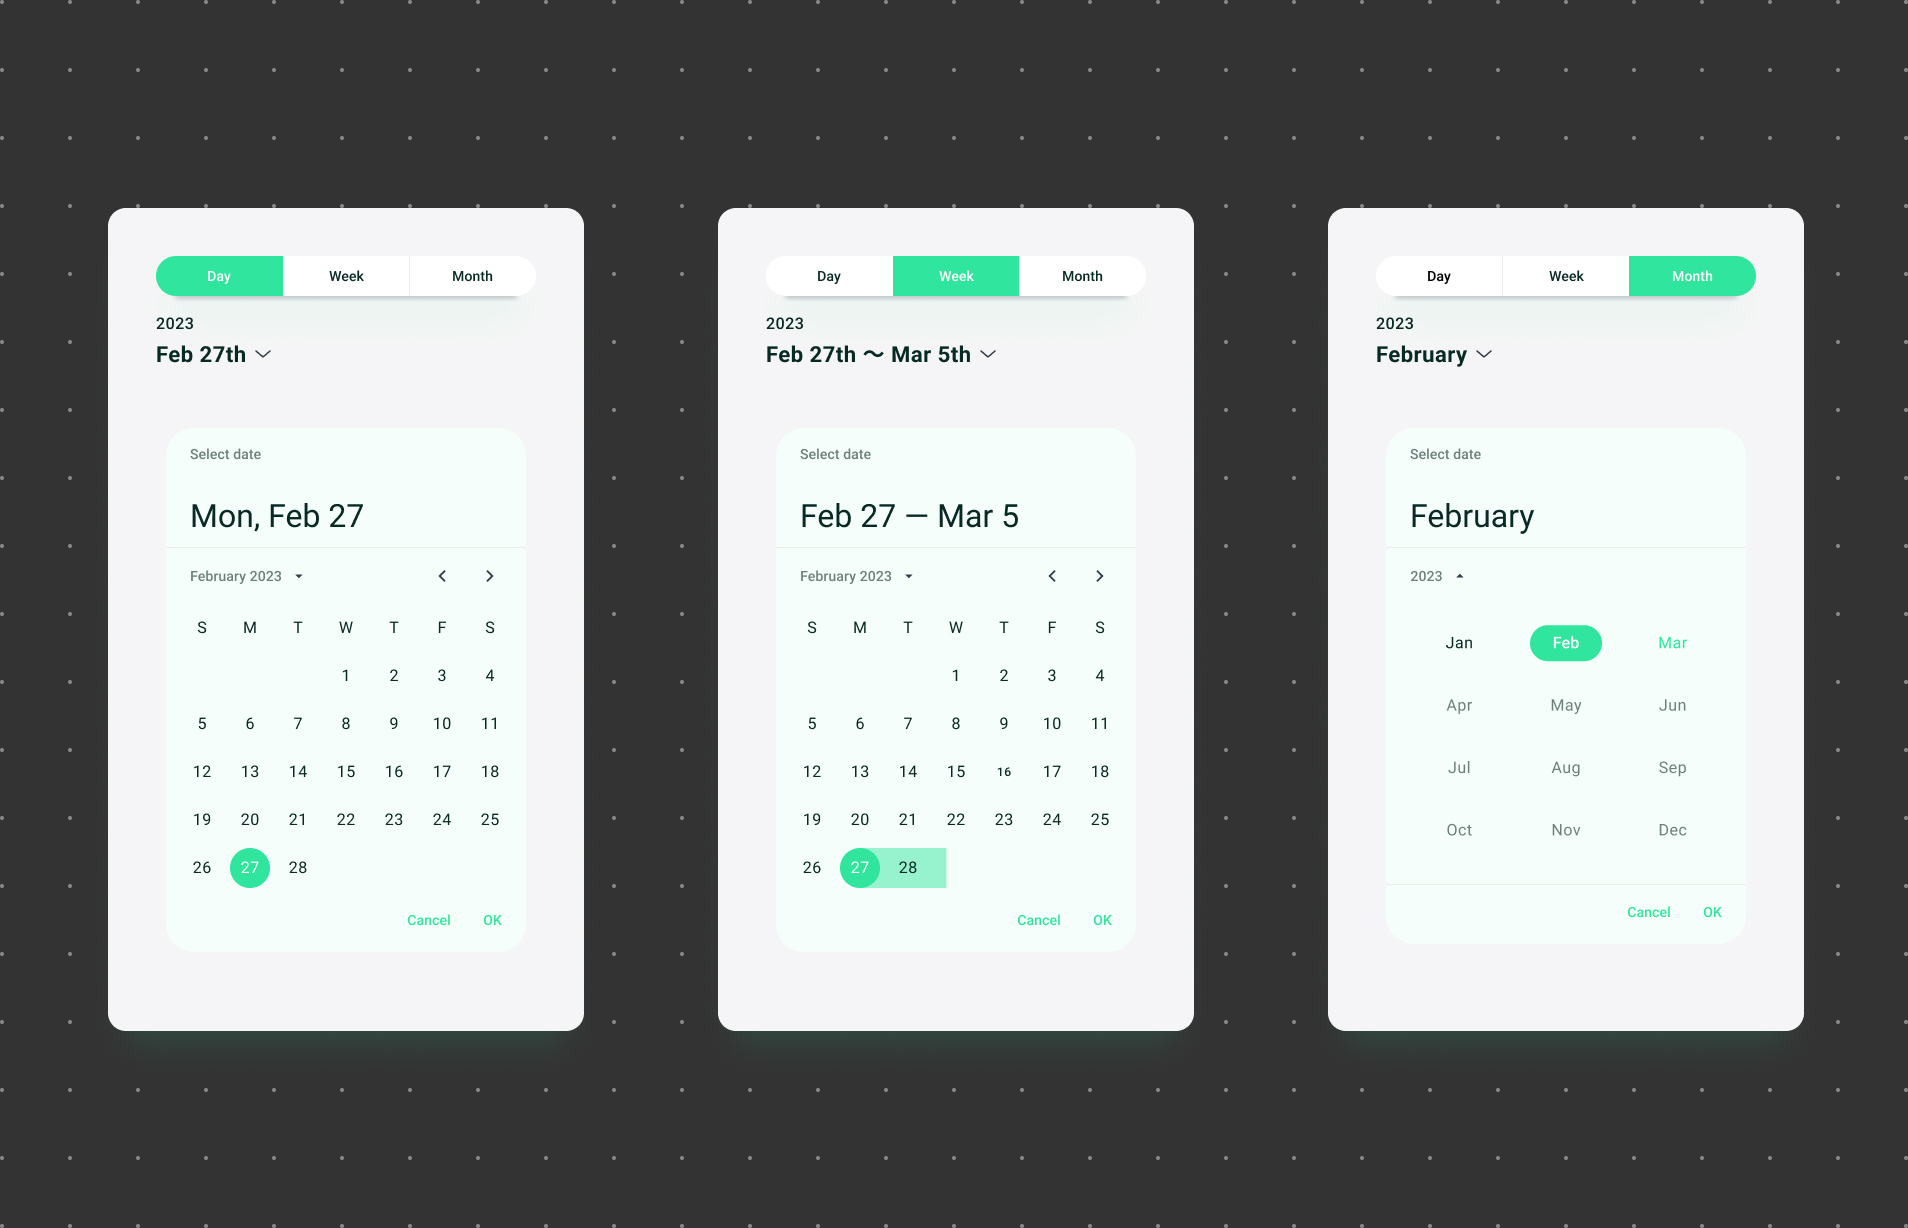 Day Week Month
2023
Feb 27th
Select date
Mon, Feb 27
February 2023
S M T W T F S
1 2 3 4
5 6 7 8 9 10 11
12 13 14 15 16 17 18
19 20 21 22 23 24 25
26 27 28
Cancel OK
Day Week Month
2023
Feb 27th 〜 Mar 5th
Select date
Feb 27 — Mar 5
February 2023
S M T W T F S
1 2 3 4
5 6 7 8 9 10 11
12 13 14 15 16 17 18
19 20 21 22 23 24 25
26 27 28
Cancel OK
Day Week Month
2023
February
Select date
February
2023
Jan Feb Mar
Apr May Jun
Jul Aug Sep
Oct Nov Dec
Cancel OK